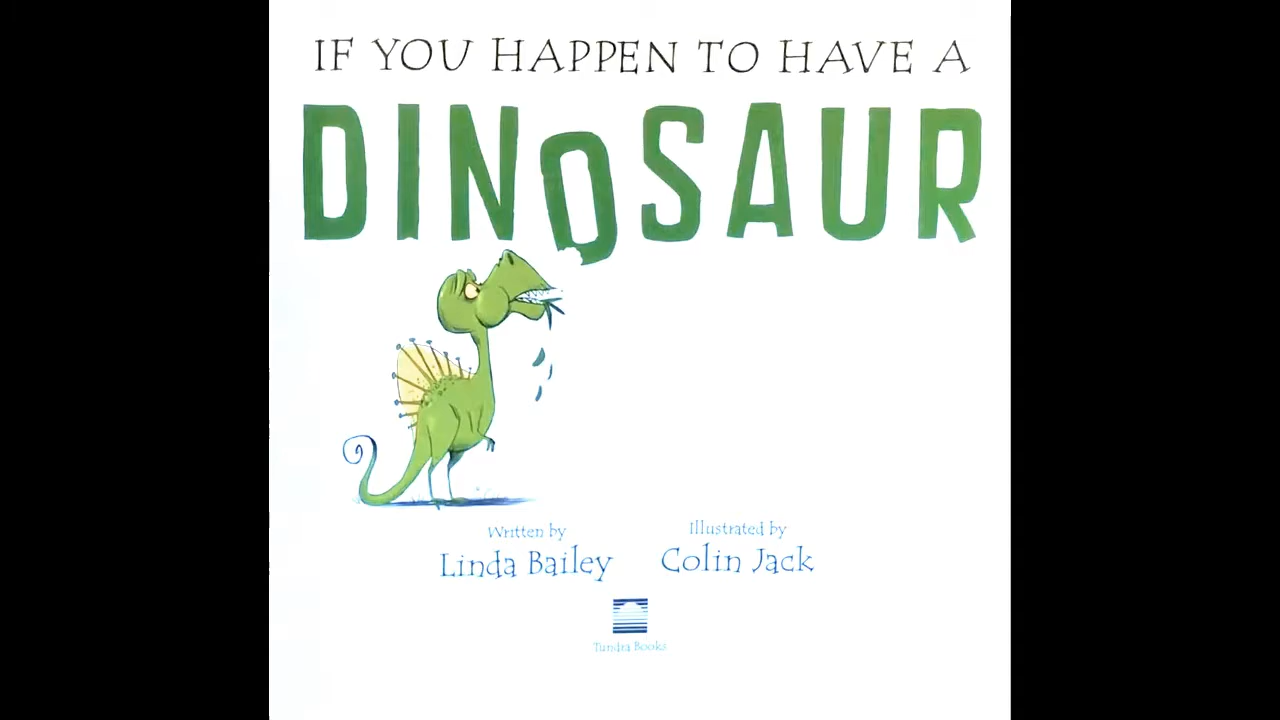 IF YOU HAPPEN TO HAVE A
DINOSAUR
Written by
Linda Bailey
Illustrated by
Colin Jack
Tundra Books